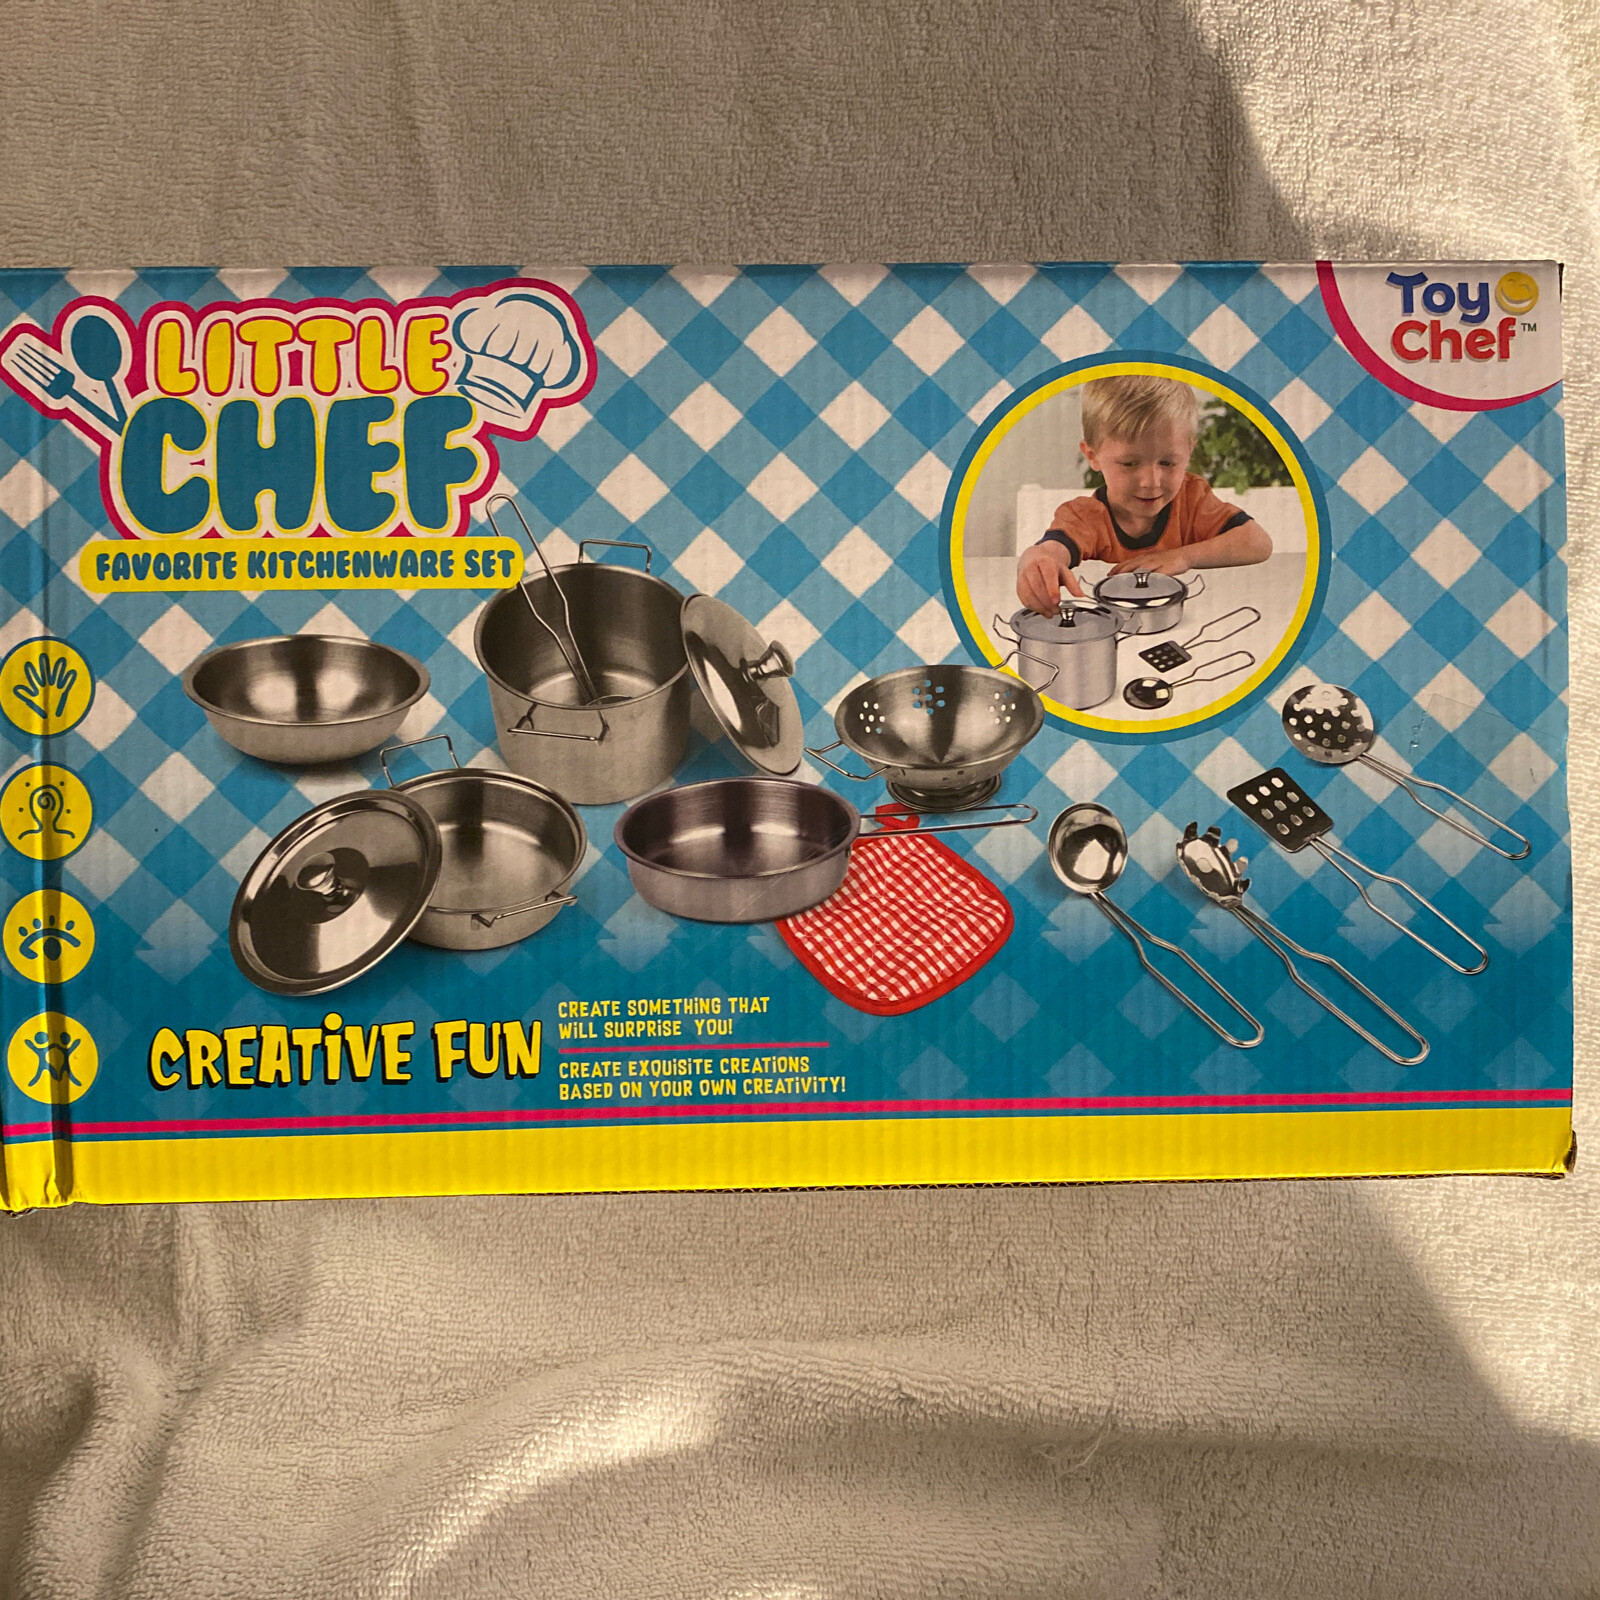 LITTLE
CHEF
FAVORITE KITCHENWARE SET
Toy
Chef™
CREATiVE FUN
CREATE SOMETHiNG THAT
WiLL SURPRiSE YOU!
CREATE EXQUiSiTE CREATiONS
BASED ON YOUR OWN CREATiViTY!